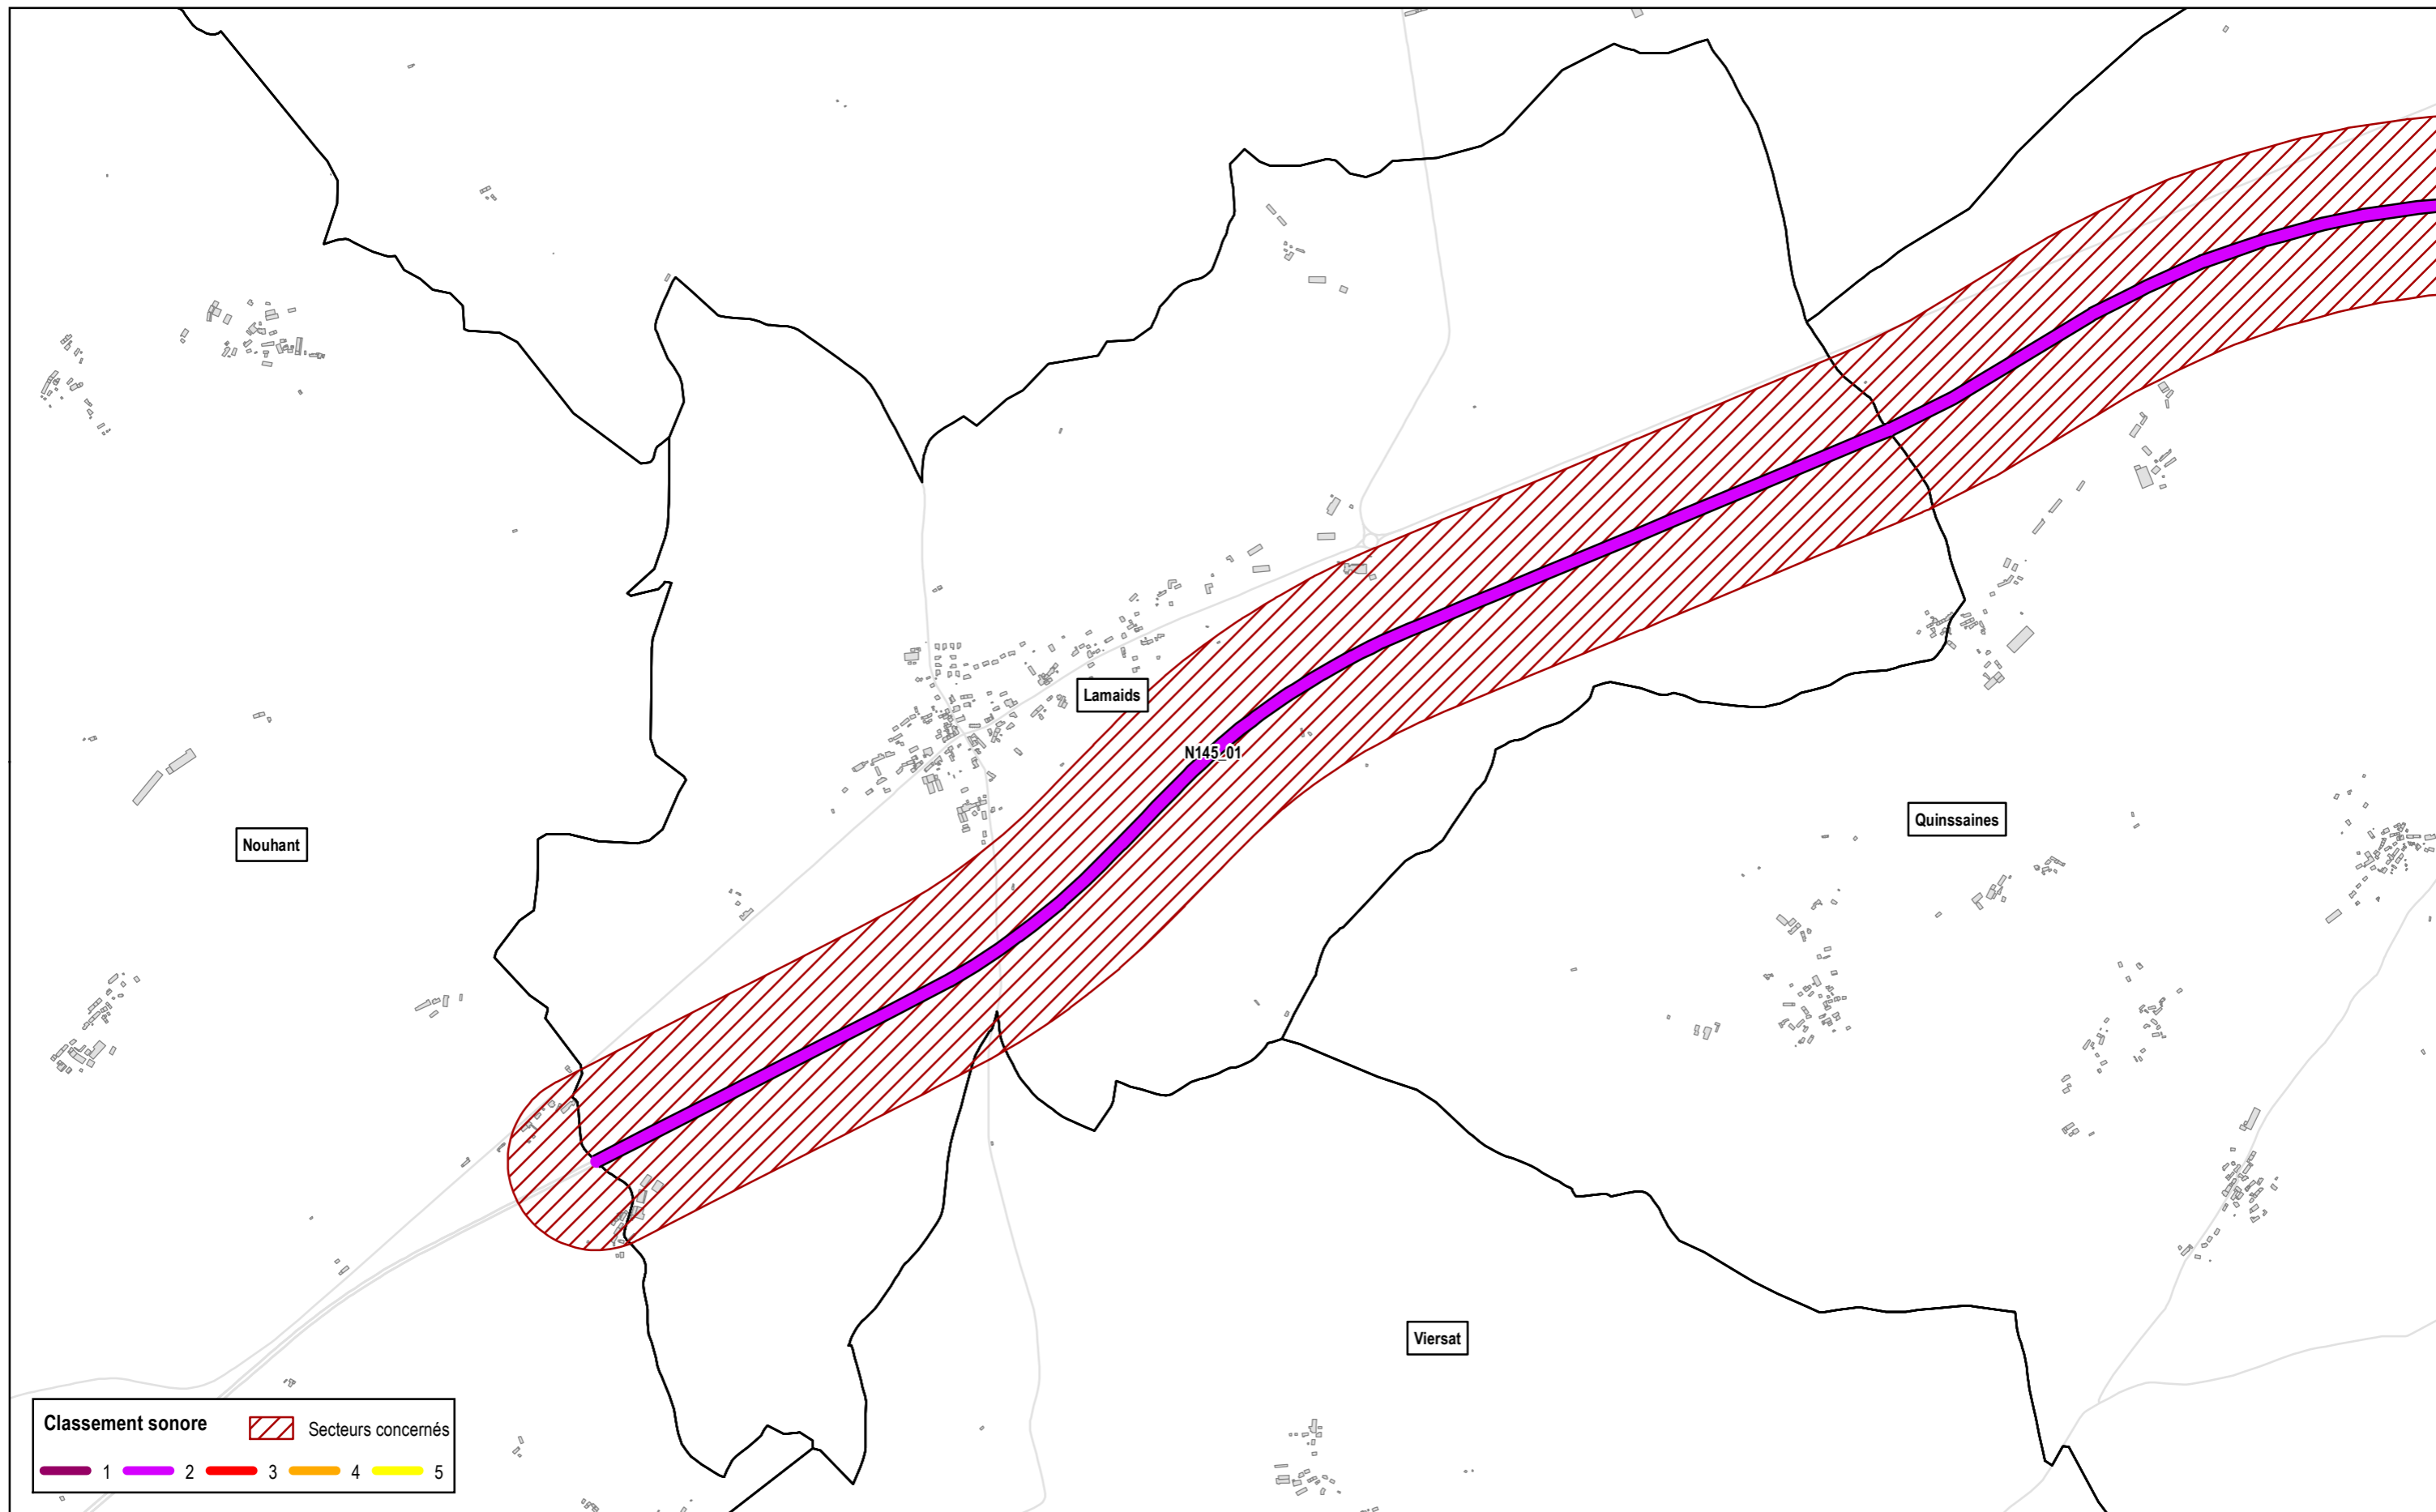 Lamaids
N145_01
Quinssaines
Nouhant
Viersat
Classement sonore
Secteurs concernés
1 2 3 4 5